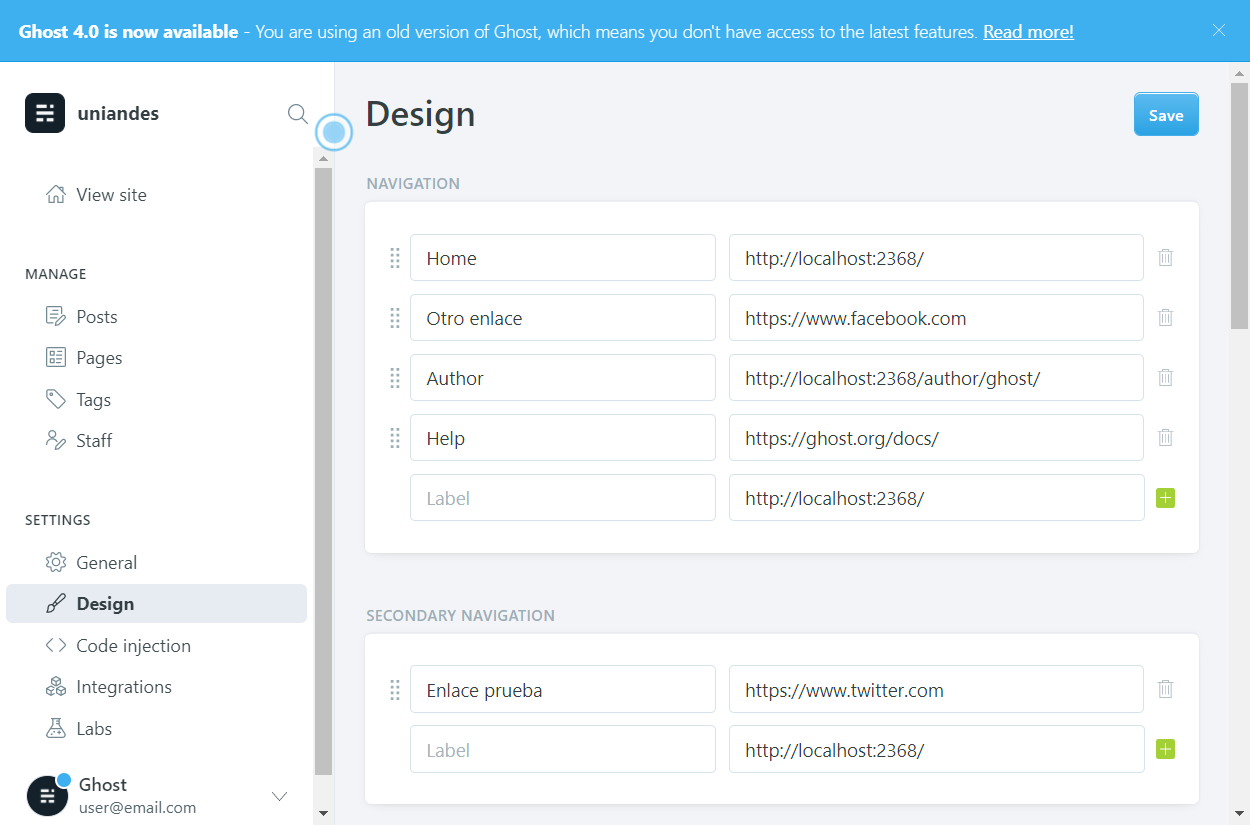 Ghost 4.0 is now available - You are using an old version of Ghost, which means you don't have access to the latest features. Read more!
uniandes
View site
MANAGE
Posts
Pages
Tags
Staff
SETTINGS
General
Design
Code injection
Integrations
Labs
Ghost
user@email.com
Design
Save
NAVIGATION
Home http://localhost:2368/
Otro enlace https://www.facebook.com
Author http://localhost:2368/author/ghost/
Help https://ghost.org/docs/
Label http://localhost:2368/
SECONDARY NAVIGATION
Enlace prueba https://www.twitter.com
Label http://localhost:2368/